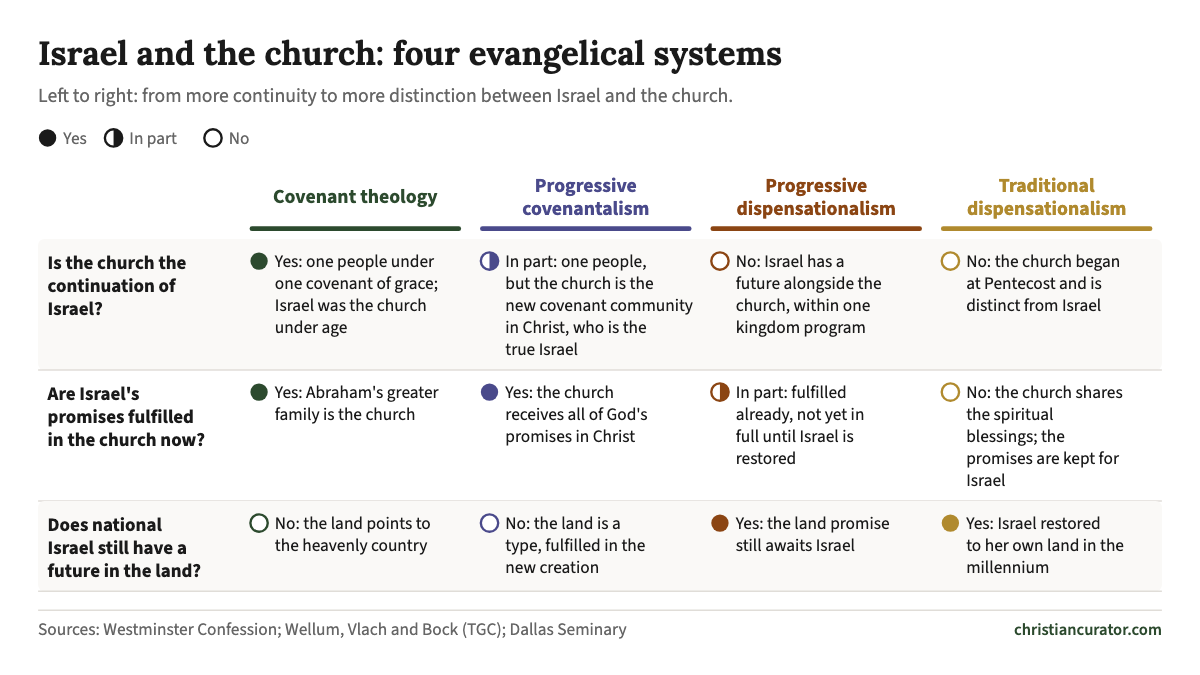 Israel and the church: four evangelical systems
Left to right: from more continuity to more distinction between Israel and the church.
Yes In part No
Covenant theology
Progressive
covenantalism
Progressive
dispensationalism
Traditional
dispensationalism
Is the church the
continuation of
Israel?
Yes: one people under
one covenant of grace;
Israel was the church
under age
In part: one people,
but the church is the
new covenant community
in Christ, who is the
true Israel
No: Israel has a
future alongside the
church, within one
kingdom program
No: the church began
at Pentecost and is
distinct from Israel
Are Israel's
promises fulfilled
in the church now?
Yes: Abraham's greater
family is the church
Yes: the church
receives all of God's
promises in Christ
In part: fulfilled
already, not yet in
full until Israel is
restored
No: the church shares
the spiritual
blessings; the
promises are kept for
Israel
Does national
Israel still have a
future in the land?
No: the land points to
the heavenly country
No: the land is a
type, fulfilled in the
new creation
Yes: the land promise
still awaits Israel
Yes: Israel restored
to her own land in the
millennium
Sources: Westminster Confession; Wellum, Vlach and Bock (TGC); Dallas Seminary
christiancurator.com